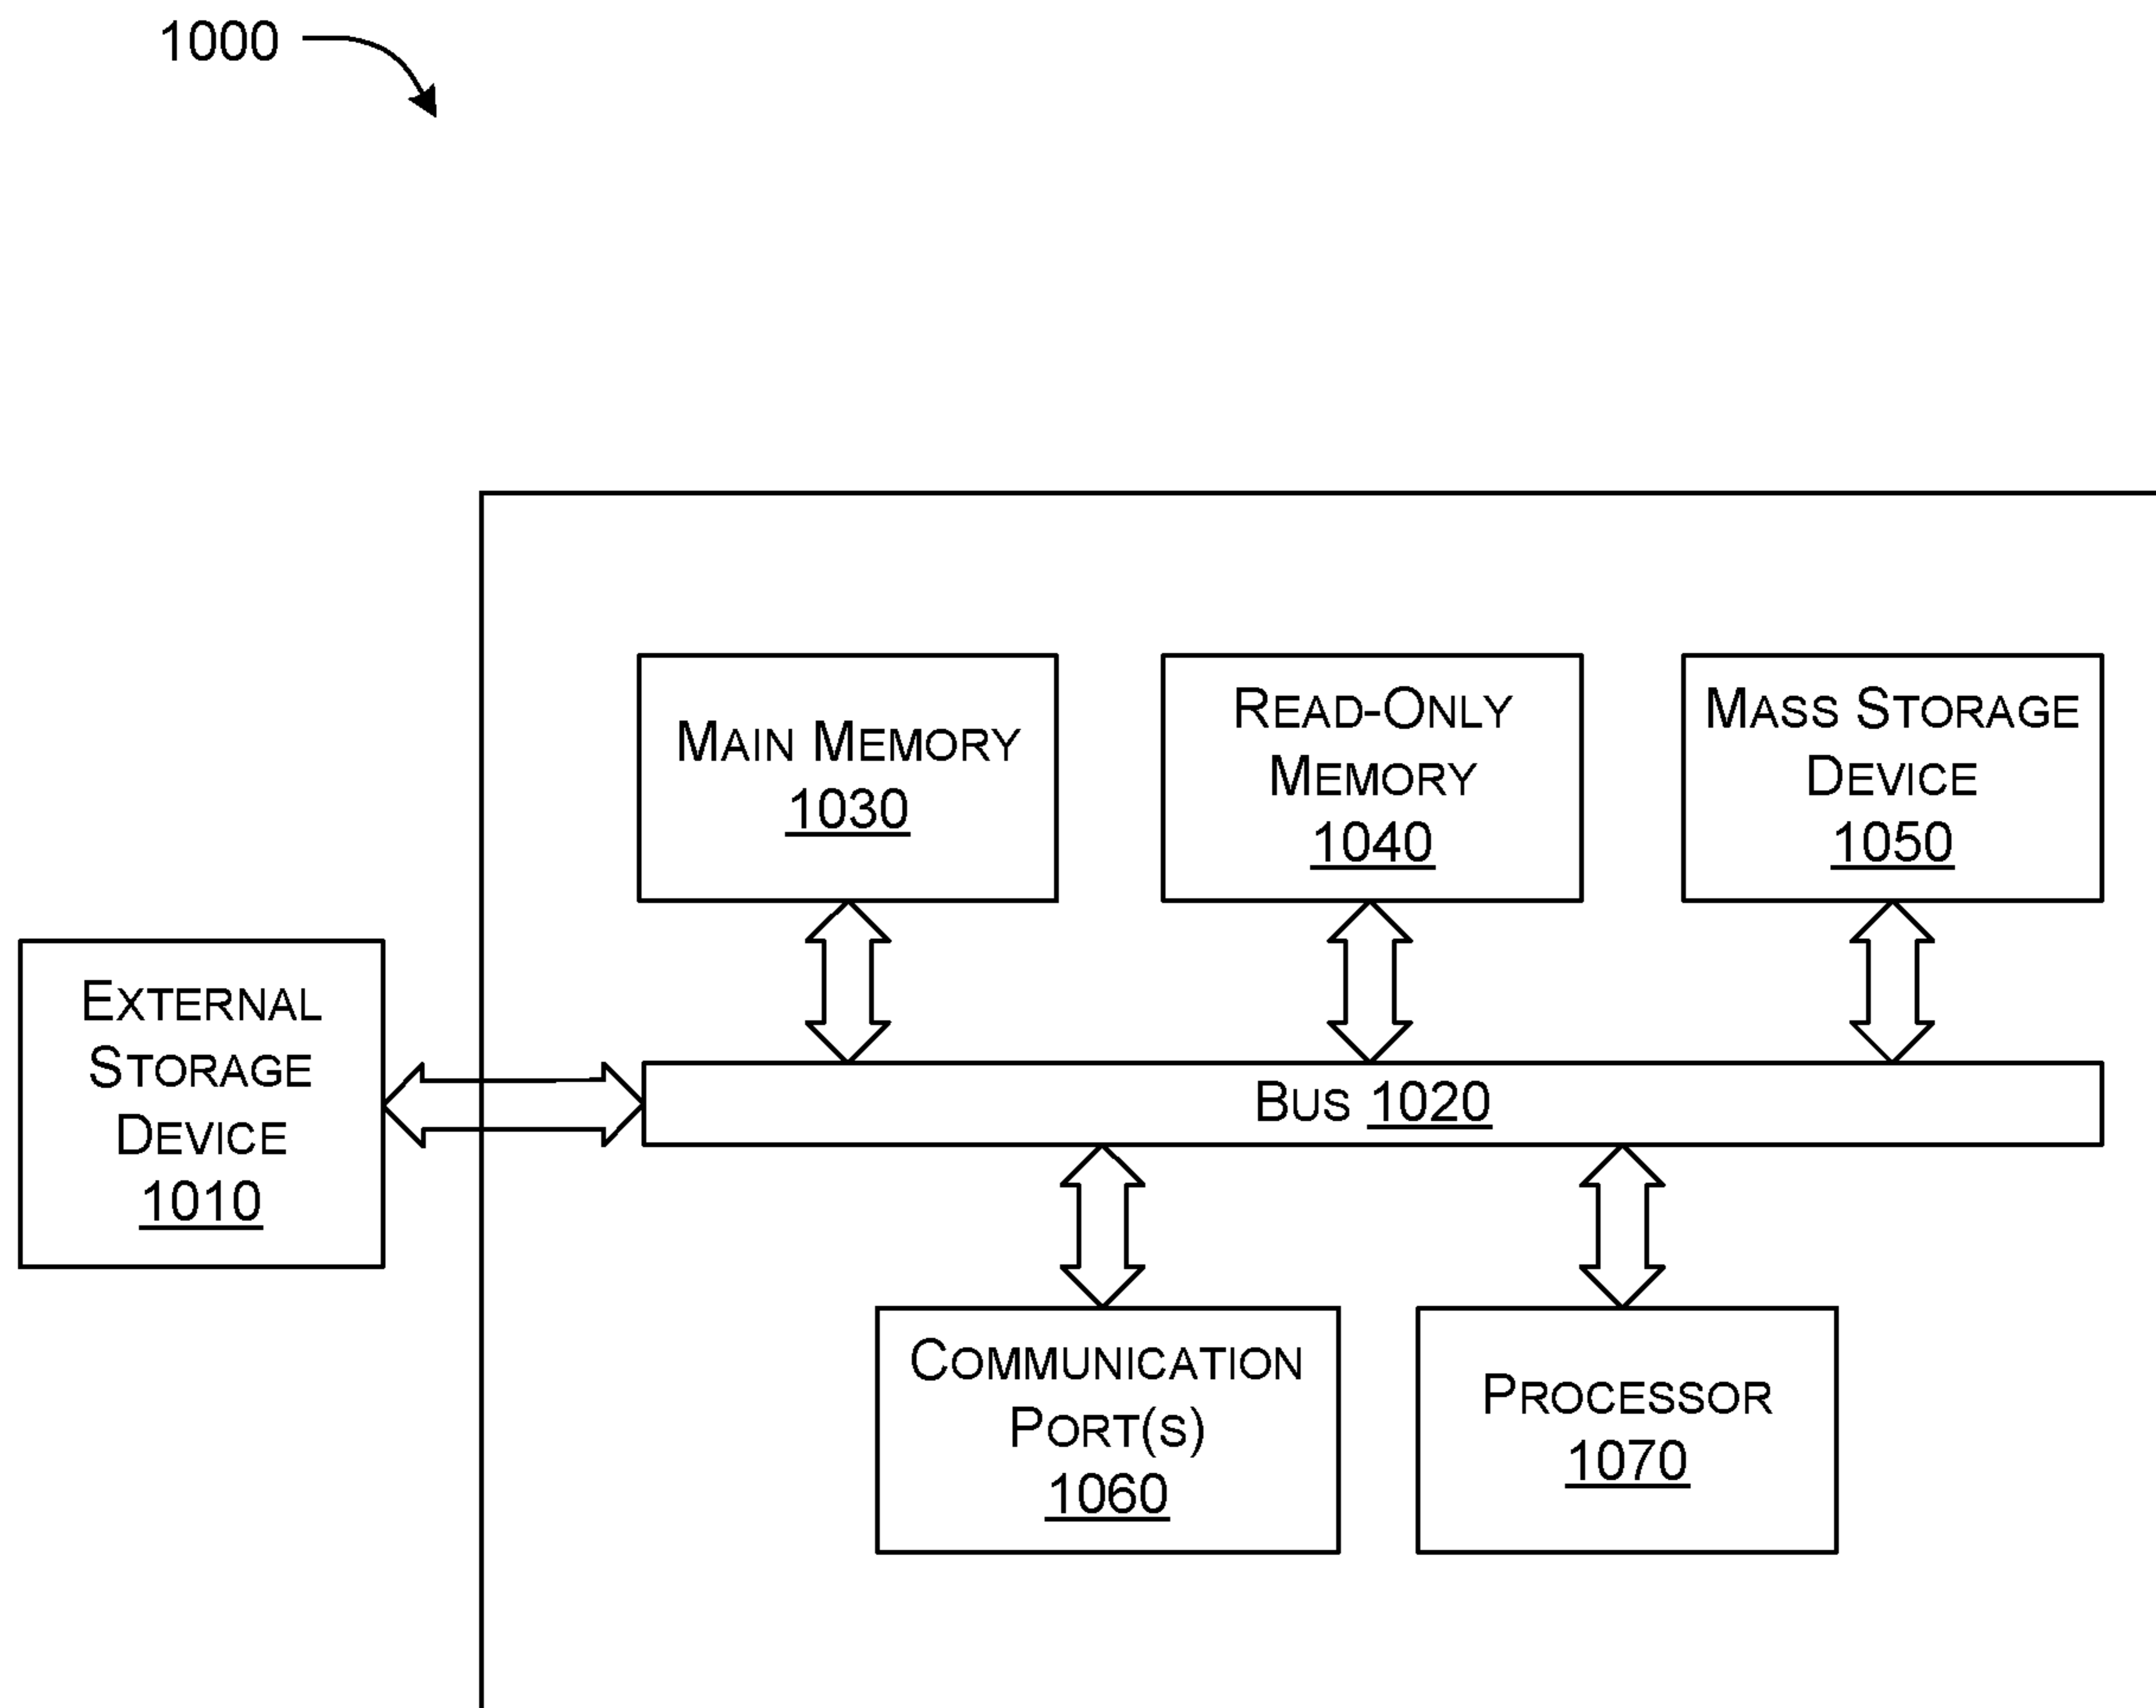 1000
MAIN MEMORY
1030
READ-ONLY
MEMORY
1040
MASS STORAGE
DEVICE
1050
EXTERNAL
STORAGE
DEVICE
1010
BUS 1020
COMMUNICATION
PORT(S)
1060
PROCESSOR
1070